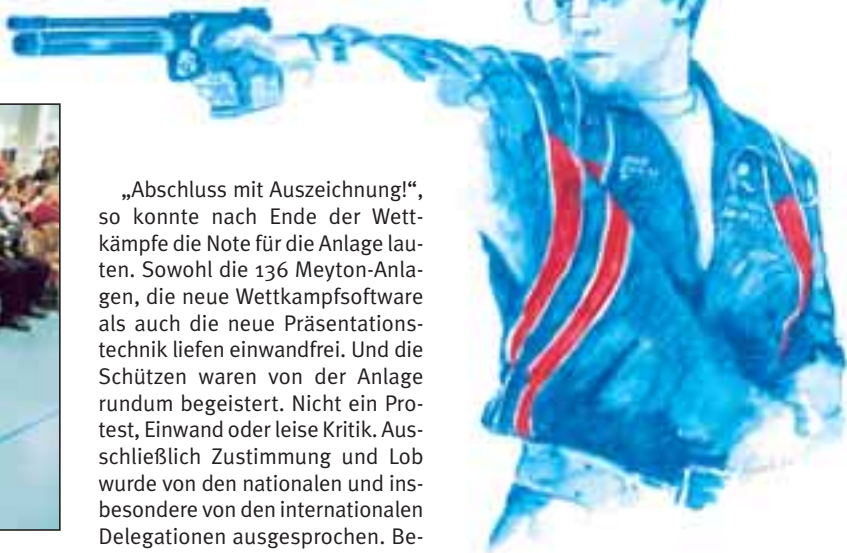 „Abschluss mit Auszeichnung!“,
so konnte nach Ende der Wett-
kämpfe die Note für die Anlage lau-
ten. Sowohl die 136 Meyton-Anla-
gen, die neue Wettkampfsoftware
als auch die neue Präsentations-
technik liefen einwandfrei. Und die
Schützen waren von der Anlage
rundum begeistert. Nicht ein Pro-
test, Einwand oder leise Kritik. Aus-
schließlich Zustimmung und Lob
wurde von den nationalen und ins-
besondere von den internationalen
Delegationen ausgesprochen. Be-